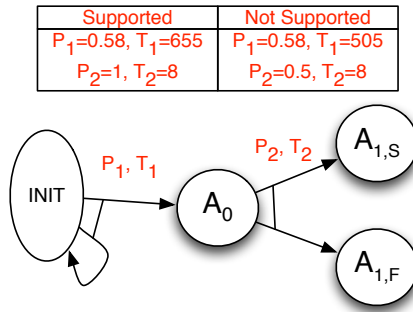 Supported Not Supported
P₁=0.58, T₁=655 P₁=0.58, T₁=505
P₂=1, T₂=8 P₂=0.5, T₂=8
P₁, T₁
P₂, T₂
A₁,S
INIT
A₀
A₁,F